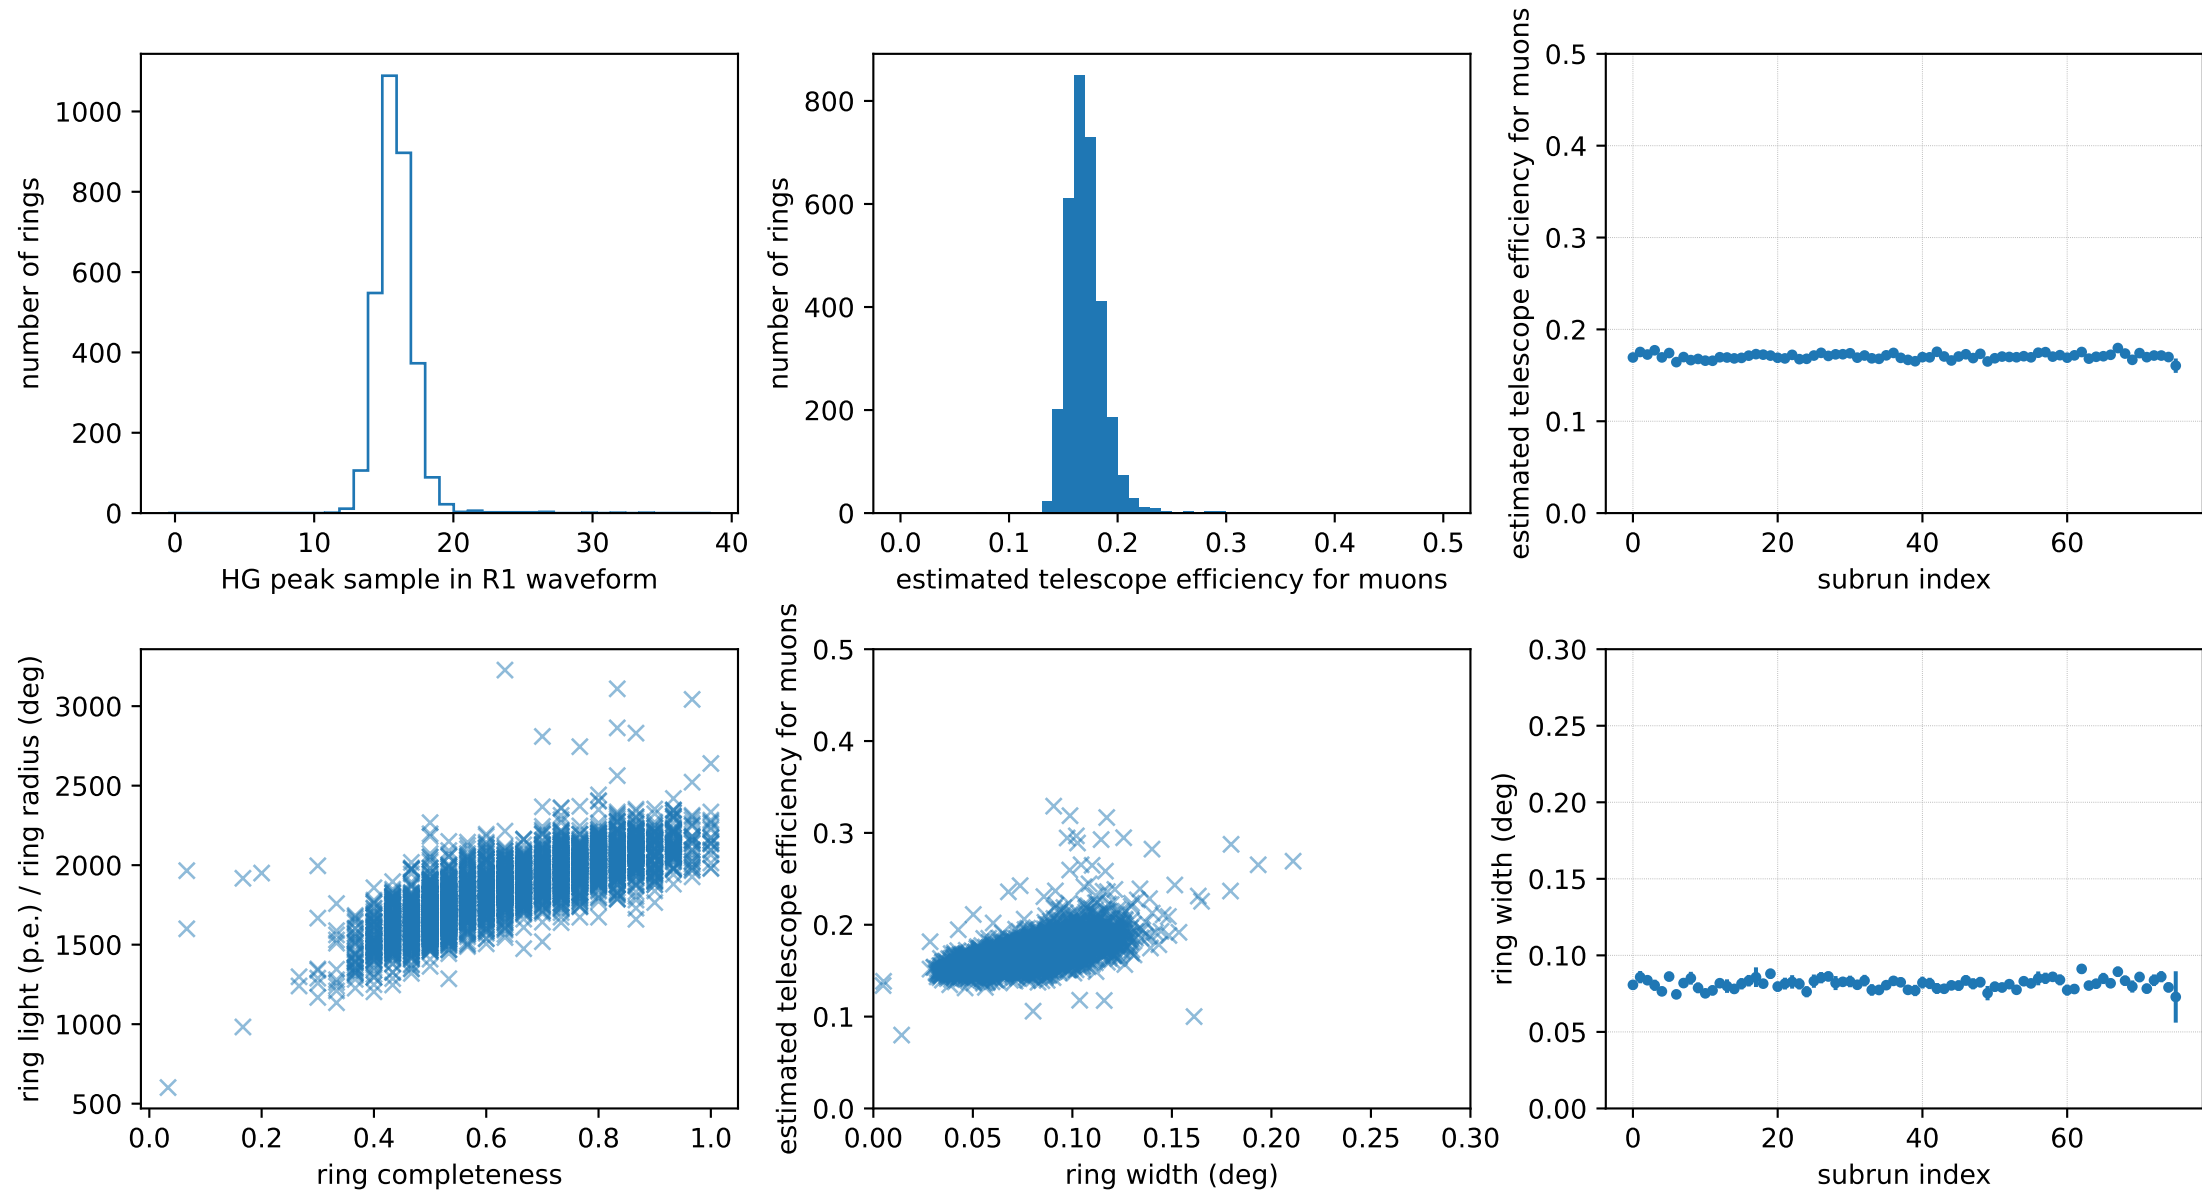 1000
800
600
400
200
0
number of rings
0 10 20 30 40
HG peak sample in R1 waveform
800
600
400
200
0
number of rings
0.0 0.1 0.2 0.3 0.4 0.5
estimated telescope efficiency for muons
0.5
0.4
0.3
0.2
0.1
0.0
estimated telescope efficiency for muons
0 20 40 60
subrun index
3000
2500
2000
1500
1000
500
ring light (p.e.) / ring radius (deg)
0.0 0.2 0.4 0.6 0.8 1.0
ring completeness
0.5
0.4
0.3
0.2
0.1
0.0
estimated telescope efficiency for muons
0.00 0.05 0.10 0.15 0.20 0.25 0.30
ring width (deg)
0.30
0.25
0.20
0.15
0.10
0.05
0.00
ring width (deg)
0 20 40 60
subrun index